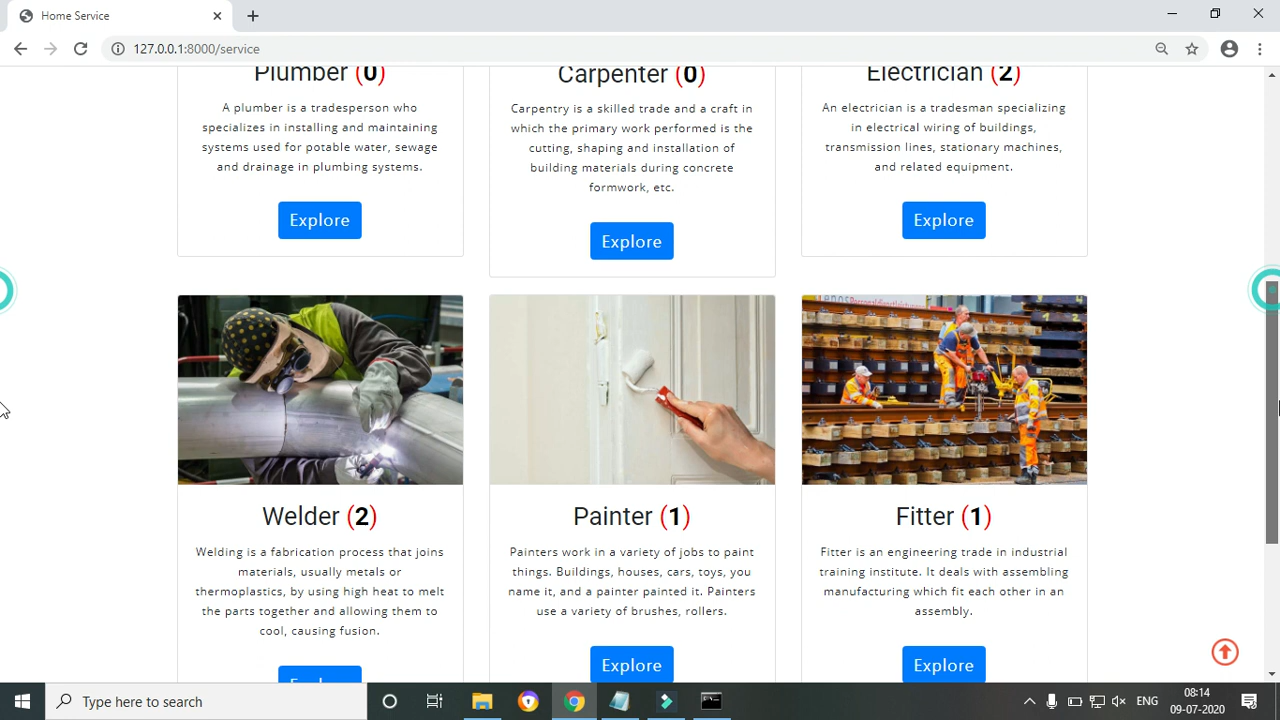 Home Service
127.0.0.1:8000/service
Plumber (0)
A plumber is a tradesperson who
specializes in installing and maintaining
systems used for potable water, sewage
and drainage in plumbing systems.
Explore
Carpenter (0)
Carpentry is a skilled trade and a craft in
which the primary work performed is the
cutting, shaping and installation of
building materials during concrete
formwork, etc.
Explore
Electrician (2)
An electrician is a tradesman specializing
in electrical wiring of buildings,
transmission lines, stationary machines,
and related equipment.
Explore
Welder (2)
Welding is a fabrication process that joins
materials, usually metals or
thermoplastics, by using high heat to melt
the parts together and allowing them to
cool, causing fusion.
Explore
Painter (1)
Painters work in a variety of jobs to paint
things. Buildings, houses, cars, toys, you
name it, and a painter painted it. Painters
use a variety of brushes, rollers.
Explore
Fitter (1)
Fitter is an engineering trade in industrial
training institute. It deals with assembling
manufacturing which fit each other in an
assembly.
Explore
Type here to search
ENG
08:14
09-07-2020